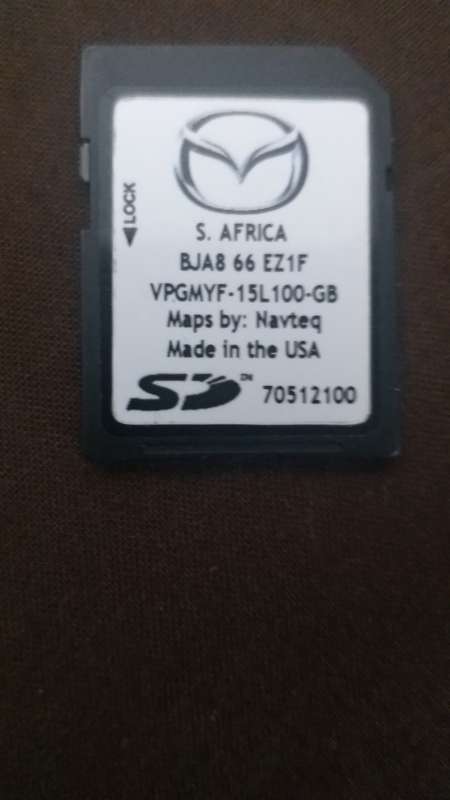 LOCK
S. AFRICA
BJA8 66 EZ1F
VPGMYF-15L100-GB
Maps by: Navteq
Made in the USA
SD 70512100